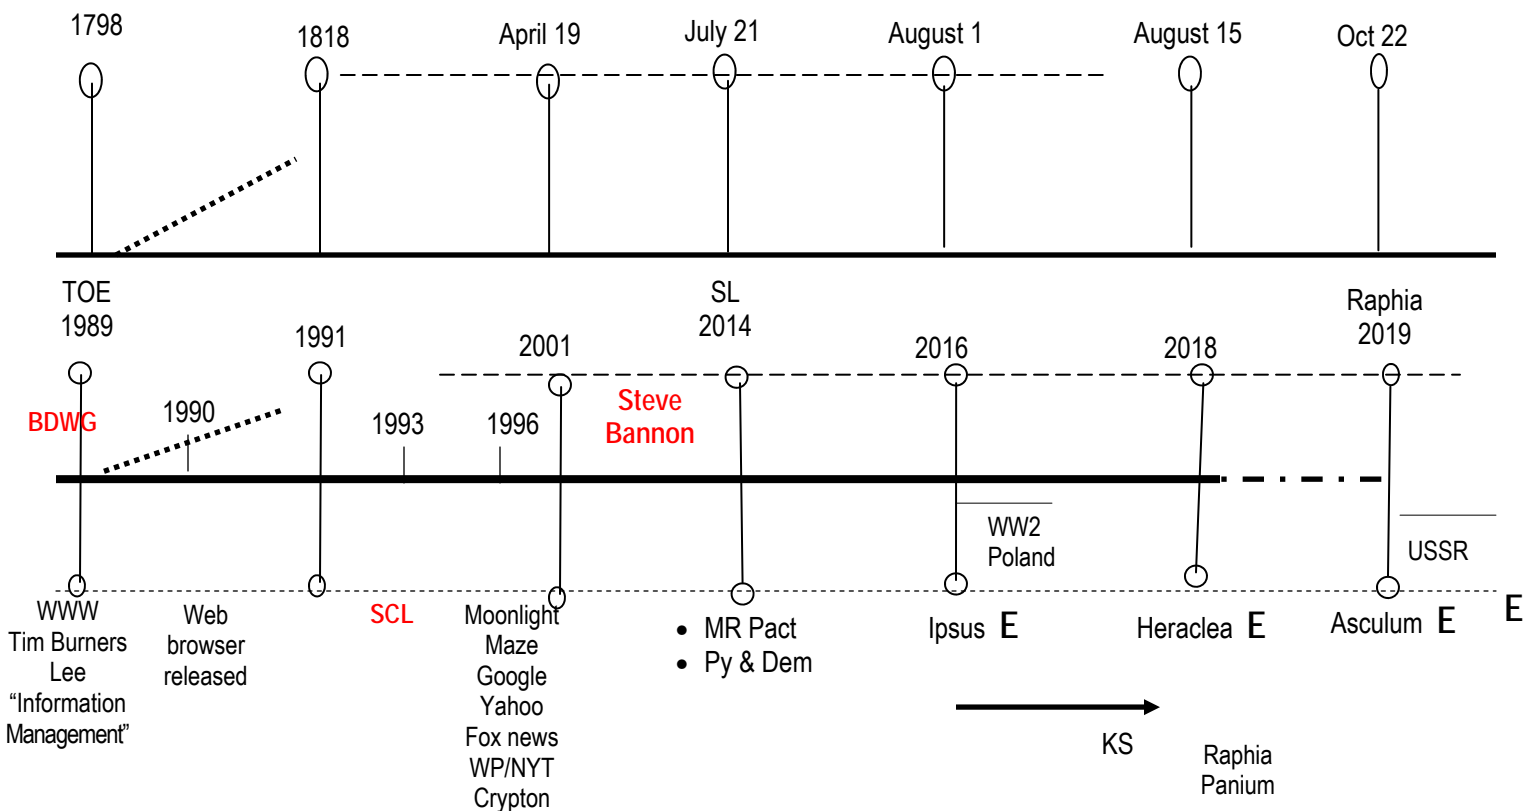 1798
1818
April 19
July 21
August 1
August 15
Oct 22
TOE
1989
1991
2001
SL
2014
2016
2018
Raphia
2019
BDWG
1990
1993
1996
Steve
Bannon
WW2
Poland
USSR
WWW
Tim Burners
Lee
“Information
Management”
Web
browser
released
SCL
Moonlight
Maze
Google
Yahoo
Fox news
WP/NYT
Crypton
• MR Pact
• Py & Dem
Ipsus E
Heraclea E
Asculum E
E
KS
Raphia
Panium